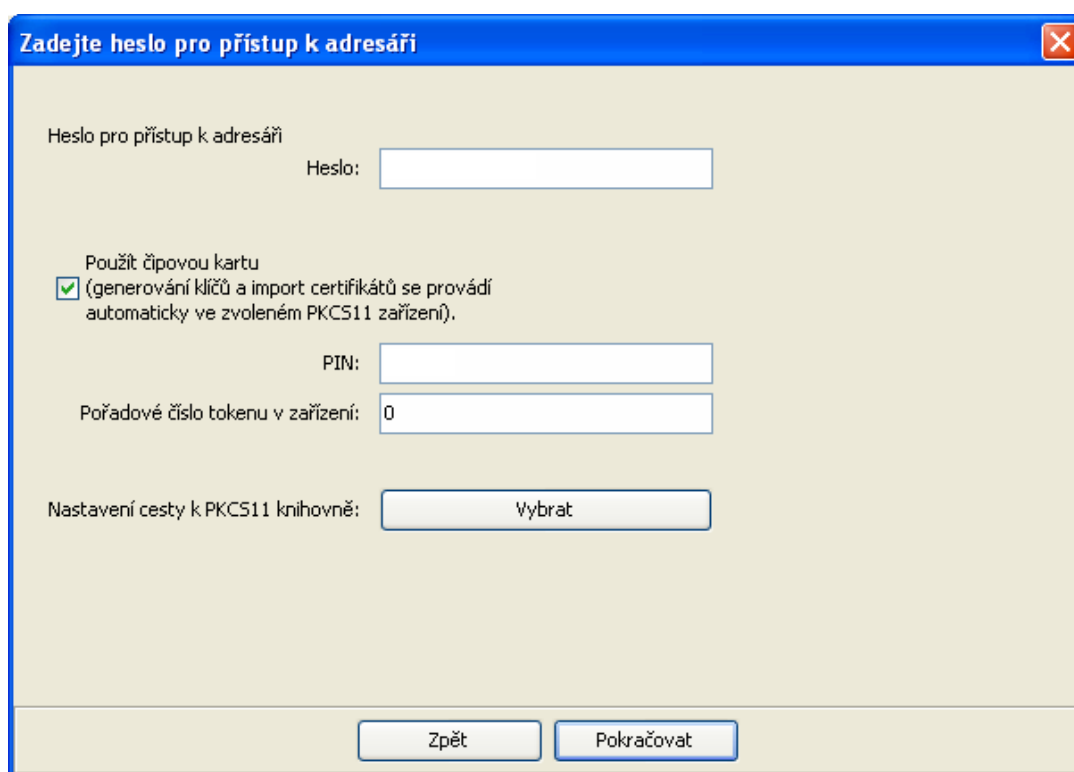 Zadejte heslo pro přístup k adresáři
Heslo pro přístup k adresáři
Heslo:
Použít čipovou kartu
(generování klíčů a import certifikátů se provádí
automaticky ve zvoleném PKCS11 zařízení).
PIN:
Pořadové číslo tokenu v zařízení: 0
Nastavení cesty k PKCS11 knihovně: Vybrat
Zpět Pokračovat